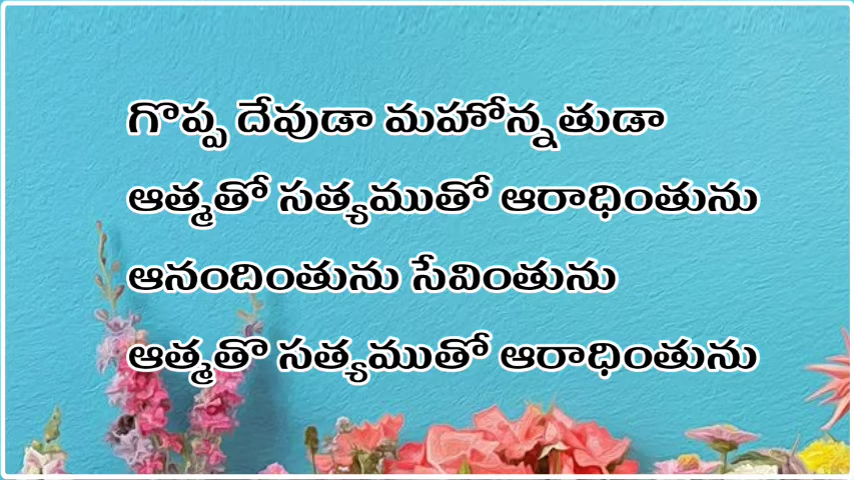 గొప్ప దేవుడా మహోన్నతుడా
ఆత్మతో సత్యముతో ఆరాధింతును
ఆనందింతును సేవింతును
ఆత్మతొ సత్యముతో ఆరాధింతును